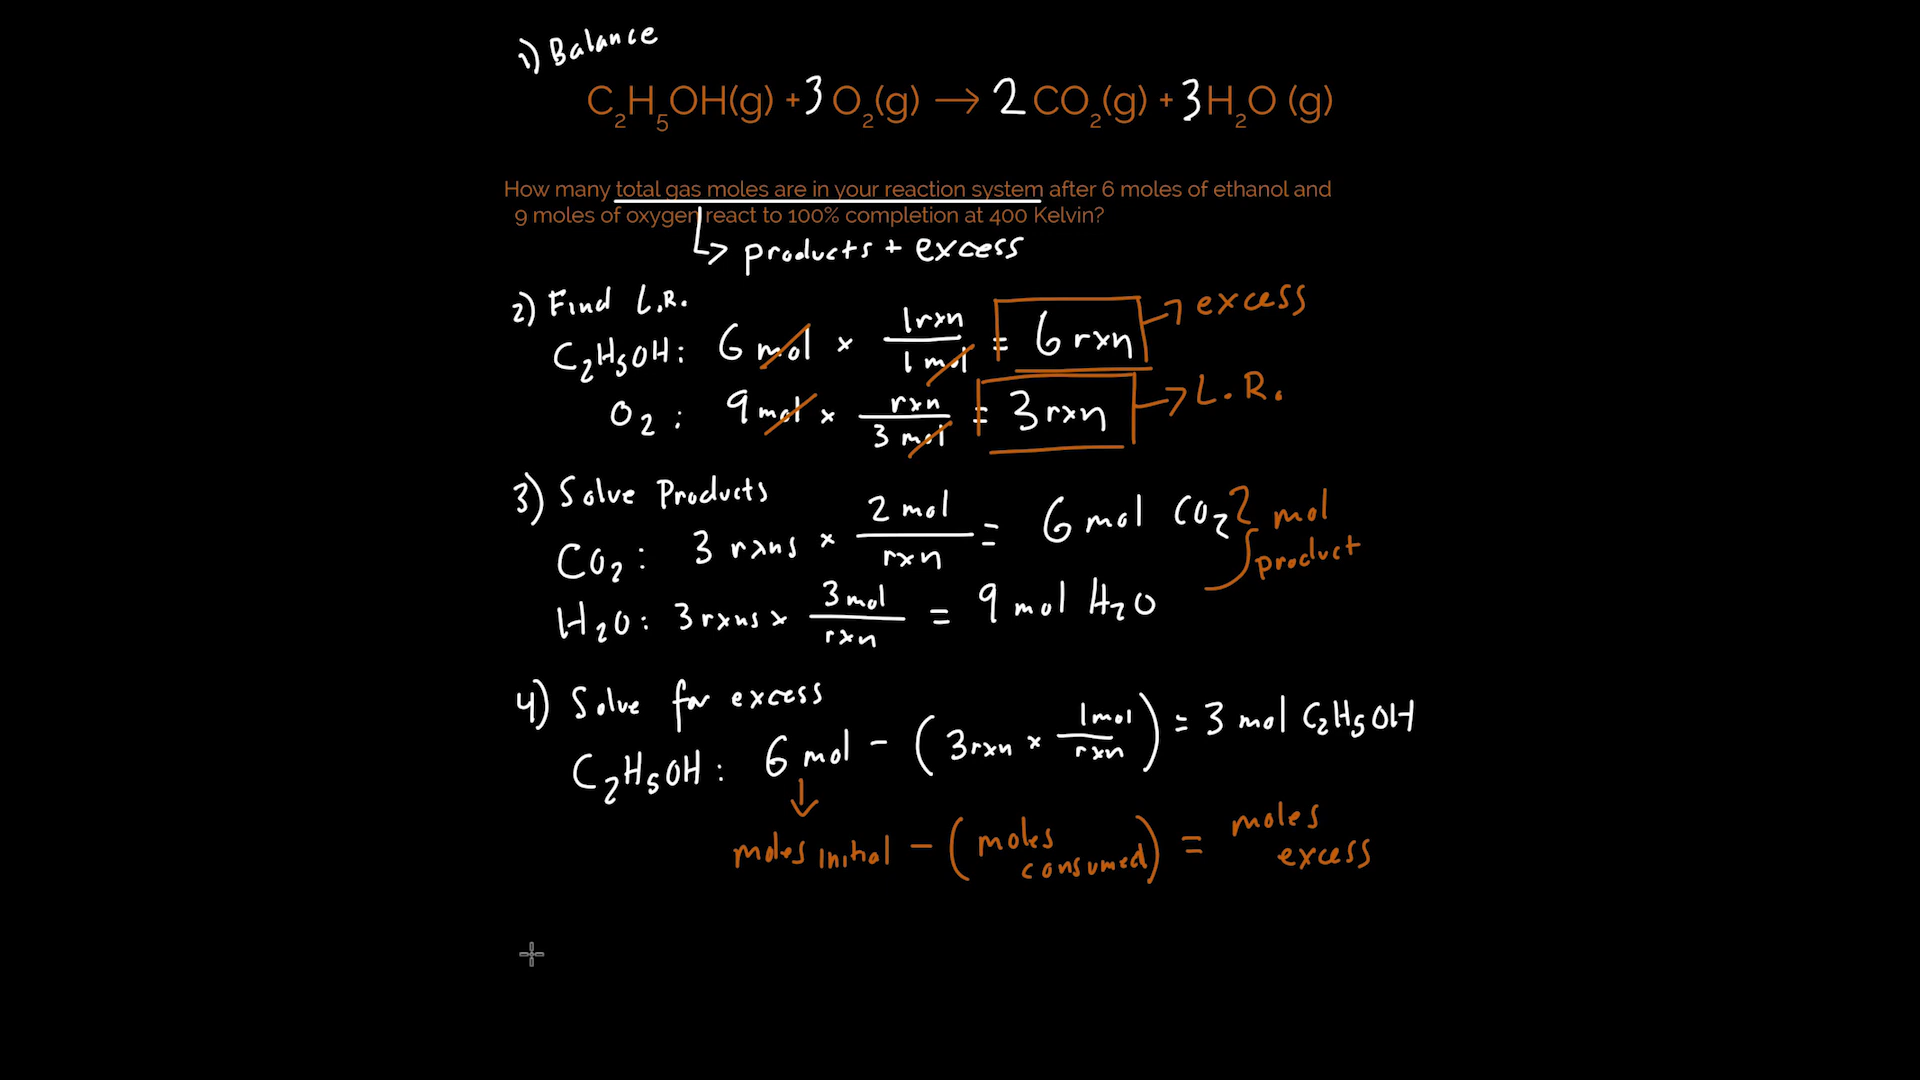 1) Balance
C₂H₅OH(g) + 3 O₂(g) → 2 CO₂(g) + 3 H₂O (g)
How many total gas moles are in your reaction system after 6 moles of ethanol and
9 moles of oxygen react to 100% completion at 400 Kelvin?
↳ products + excess
2) Find L.R.
C₂H₅OH: 6 mol × 1rxn / 1 mol = 6 rxn → excess
O₂: 9 mol × rxn / 3 mol = 3 rxn → L.R.
3) Solve Products
CO₂: 3 rxns × 2 mol / rxn = 6 mol CO₂
H₂O: 3 rxns × 3 mol / rxn = 9 mol H₂O
} mol
product
4) Solve for excess
C₂H₅OH: 6 mol - (3rxn × 1mol / rxn) = 3 mol C₂H₅OH
↓
moles initial - (moles consumed) = moles excess